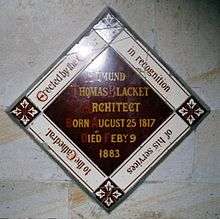 Erected by the
in recognition
of his services
to the Cathedral
Edmund
Thomas Blacket
Architect
Born August 25 1817
Died Feby 9
1883